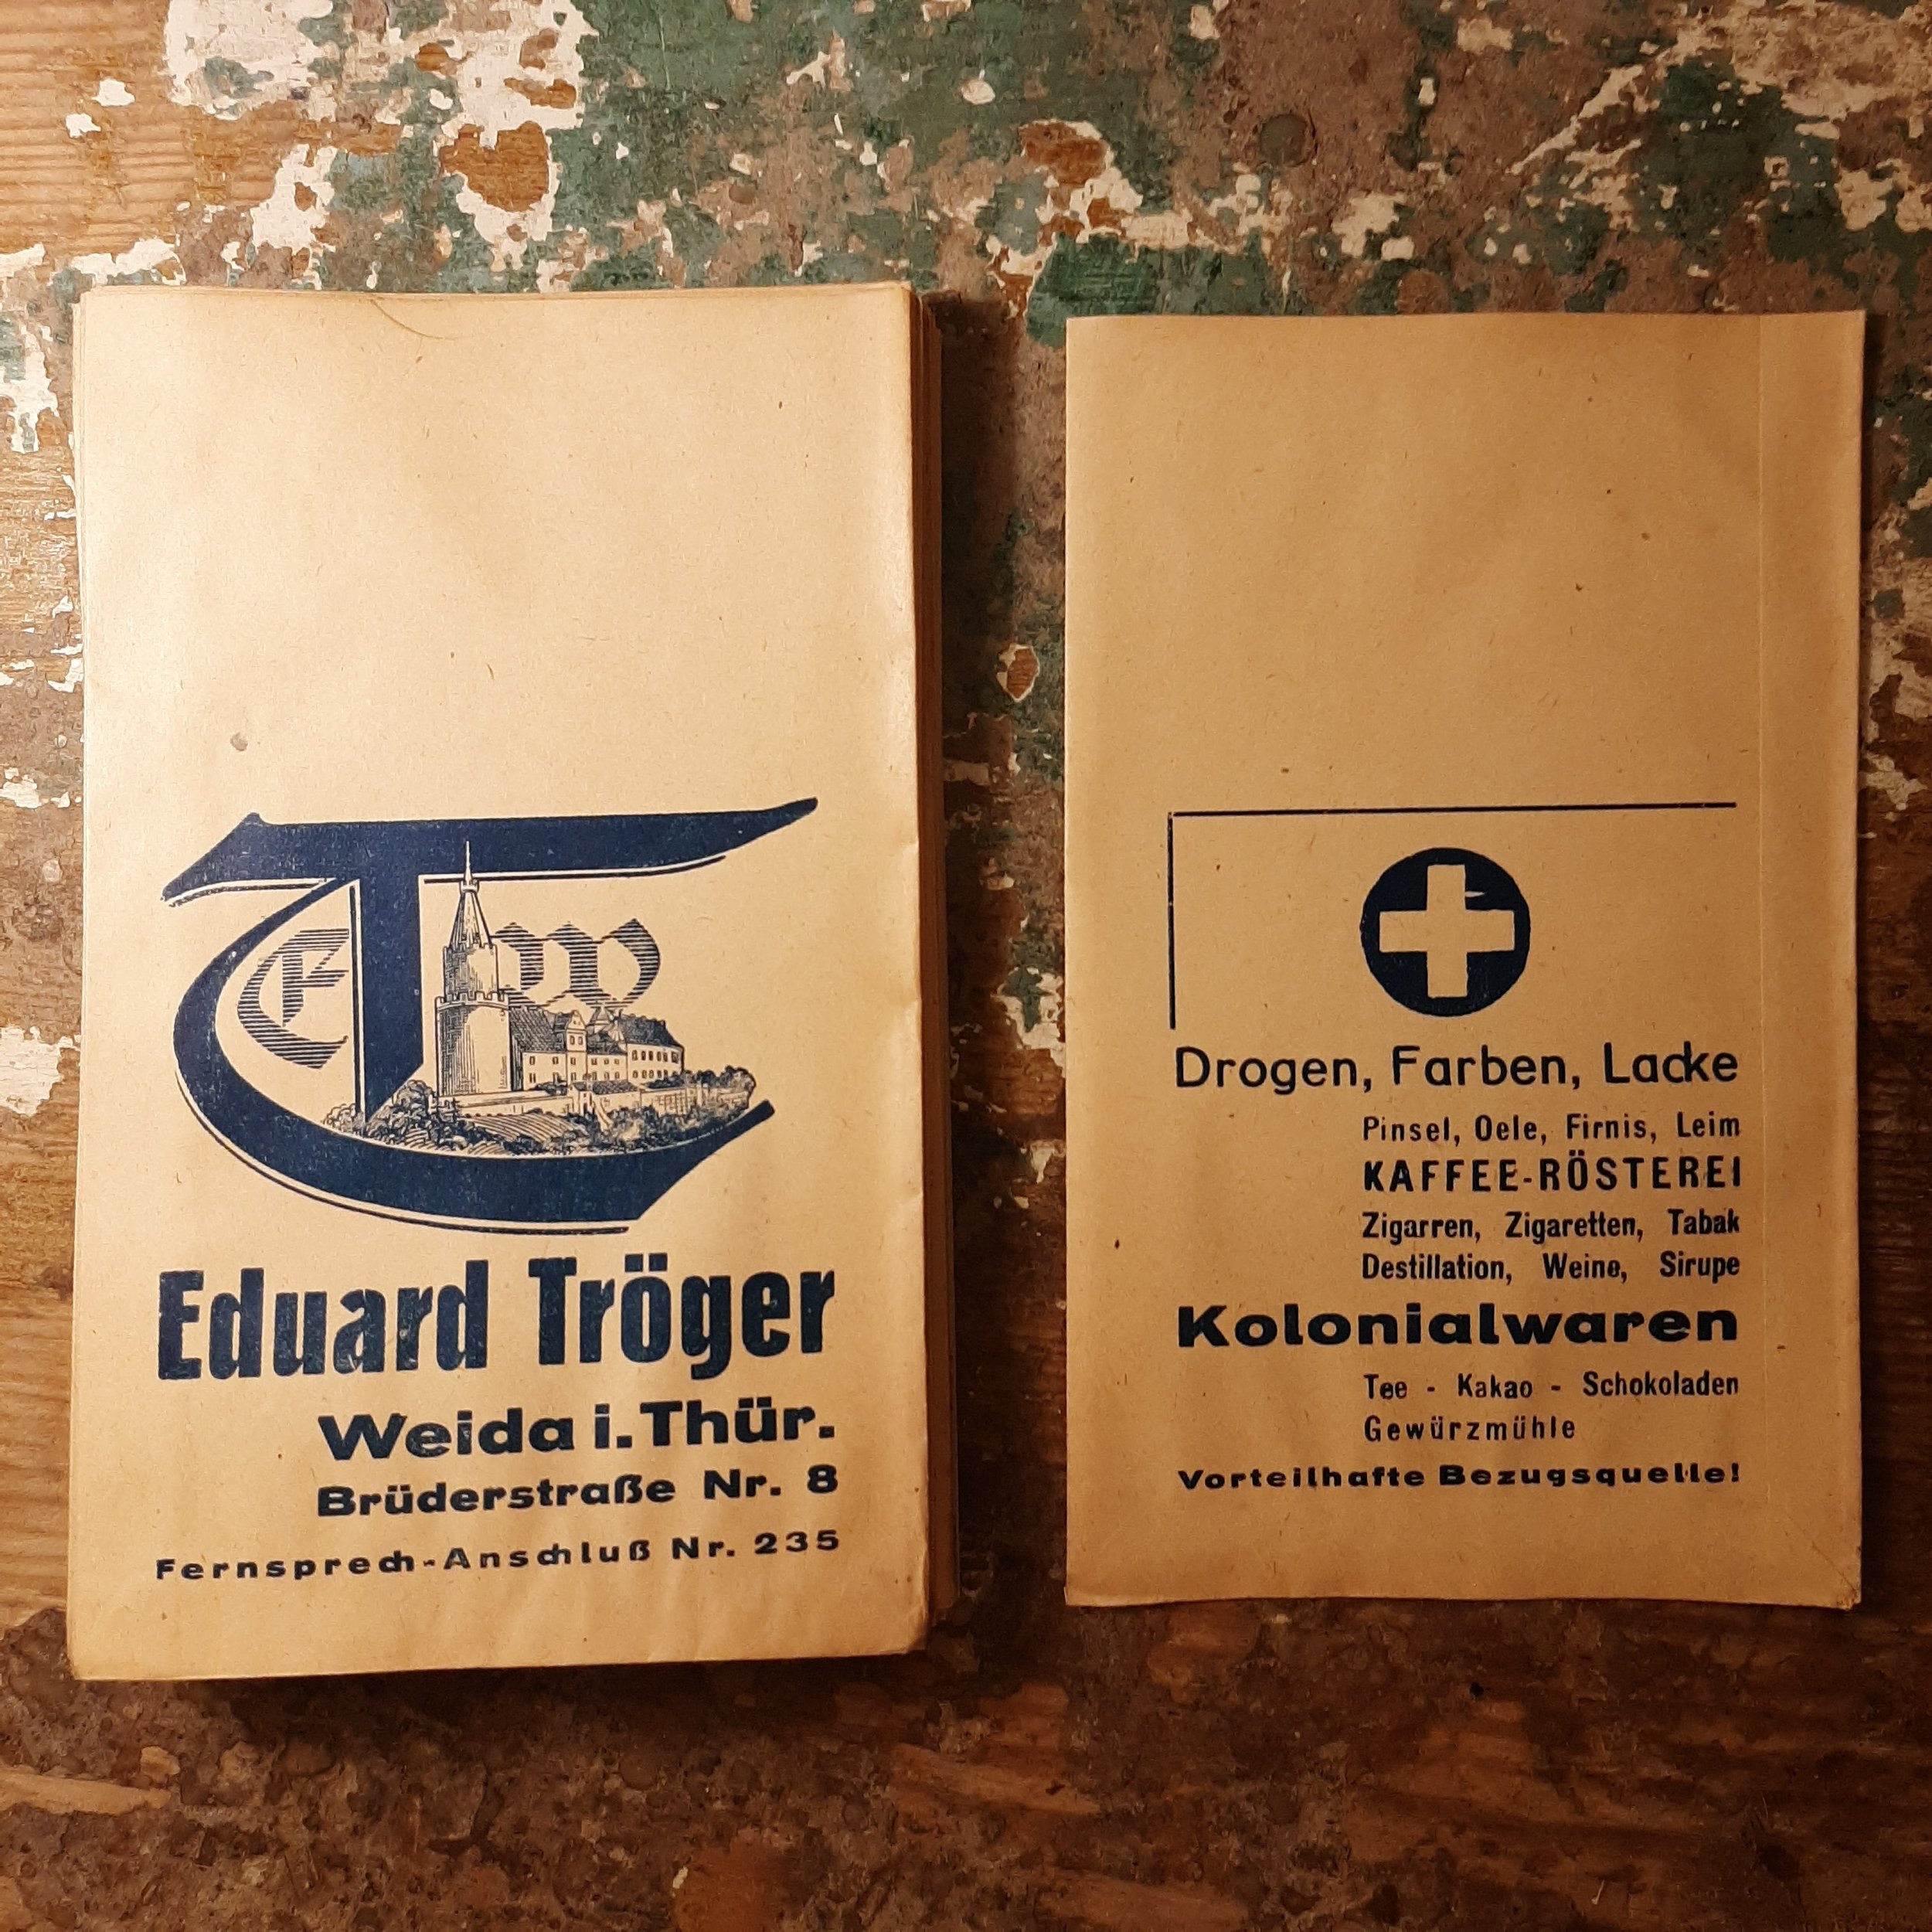 E T W
Eduard Tröger
Weida i. Thür.
Brüderstraße Nr. 8
Fernsprech-Anschluß Nr. 235
Drogen, Farben, Lacke
Pinsel, Oele, Firnis, Leim
KAFFEE-RÖSTEREI
Zigarren, Zigaretten, Tabak
Destillation, Weine, Sirupe
Kolonialwaren
Tee - Kakao - Schokoladen
Gewürzmühle
Vorteilhafte Bezugsquelle!